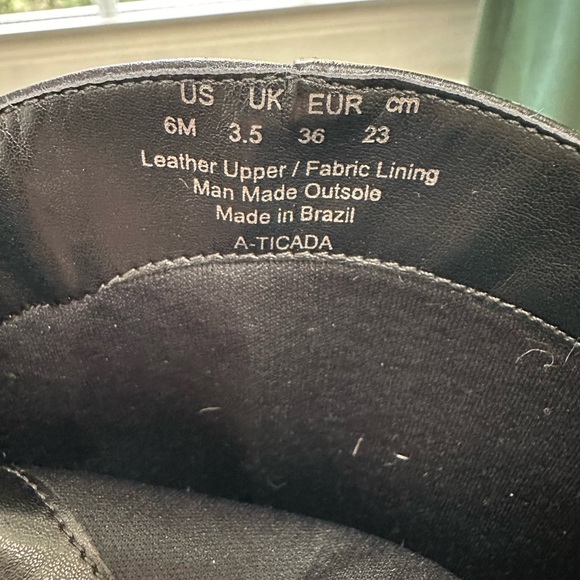 US UK EUR cm
6M 3.5 36 23
Leather Upper / Fabric Lining
Man Made Outsole
Made in Brazil
A-TICADA